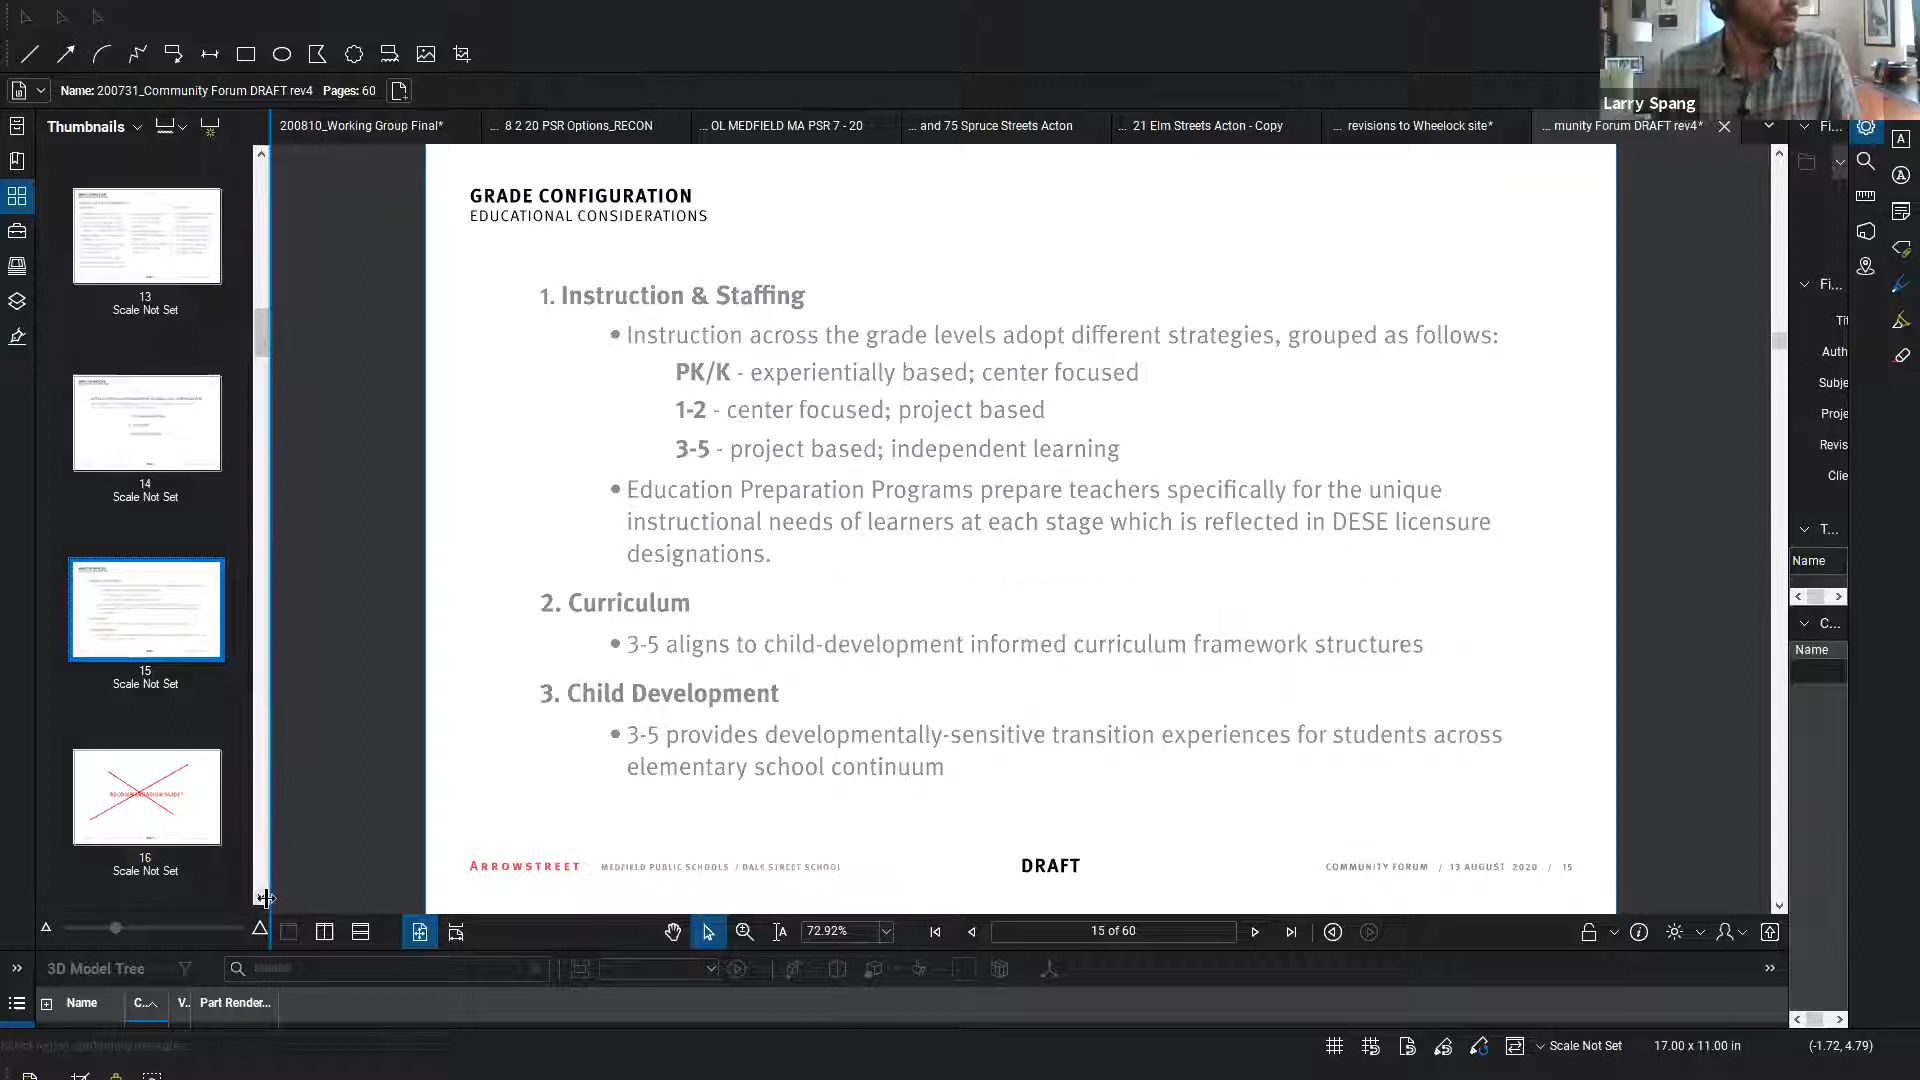 Name: 200731_Community Forum DRAFT rev4 Pages: 60
Larry Spang
Thumbnails
200810_Working Group Final*
... 8 2 20 PSR Options_RECON
... OL MEDFIELD MA PSR 7 - 20
... and 75 Spruce Streets Acton
... 21 Elm Streets Acton - Copy
... revisions to Wheelock site*
... munity Forum DRAFT rev4*
Fi...
13
Scale Not Set
14
Scale Not Set
15
Scale Not Set
16
Scale Not Set
GRADE CONFIGURATION
EDUCATIONAL CONSIDERATIONS
1. Instruction & Staffing
• Instruction across the grade levels adopt different strategies, grouped as follows:
PK/K - experientially based; center focused
1-2 - center focused; project based
3-5 - project based; independent learning
• Education Preparation Programs prepare teachers specifically for the unique
instructional needs of learners at each stage which is reflected in DESE licensure
designations.
2. Curriculum
• 3-5 aligns to child-development informed curriculum framework structures
3. Child Development
• 3-5 provides developmentally-sensitive transition experiences for students across
elementary school continuum
ARROWSTREET MEDFIELD PUBLIC SCHOOLS / DALE STREET SCHOOL
DRAFT
COMMUNITY FORUM / 13 AUGUST 2020 / 15
Fi...
Tit
Auth
Subje
Proje
Revis
Clie
T...
Name
C...
Name
72.92%
15 of 60
3D Model Tree
Name
C...
V..
Part Render...
Scale Not Set
17.00 x 11.00 in
(-1.72, 4.79)